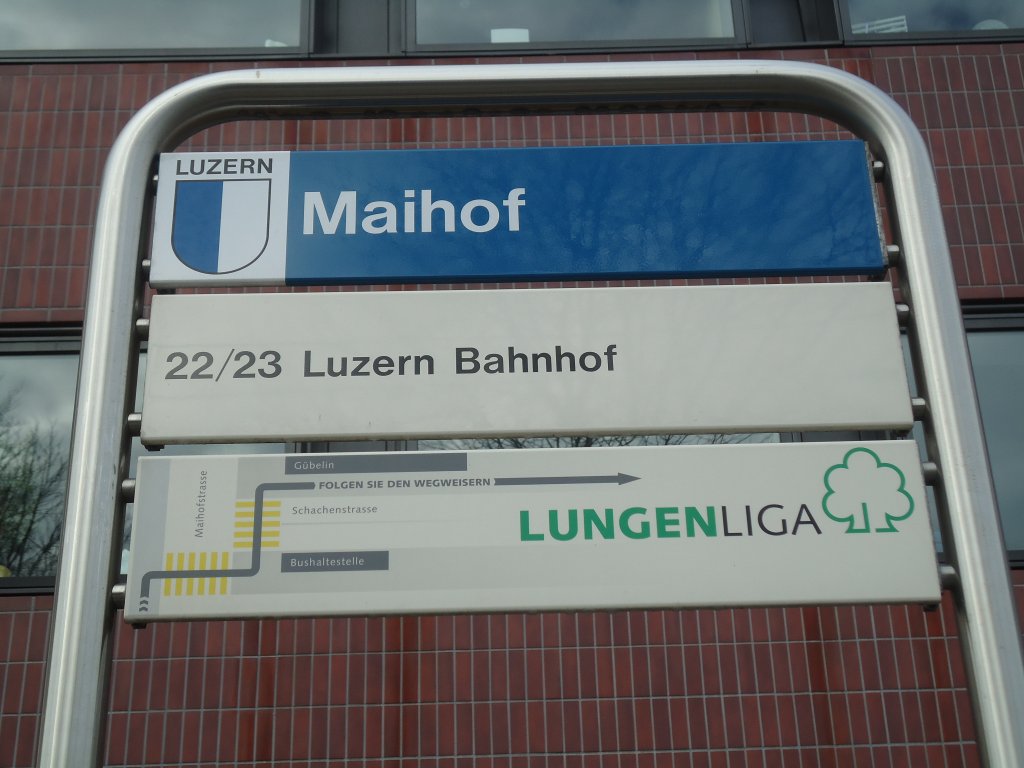 LUZERN
Maihof
22/23 Luzern Bahnhof
Maihofstrasse
Gübelin
FOLGEN SIE DEN WEGWEISERN
Schachenstrasse
Bushaltestelle
LUNGENLIGA